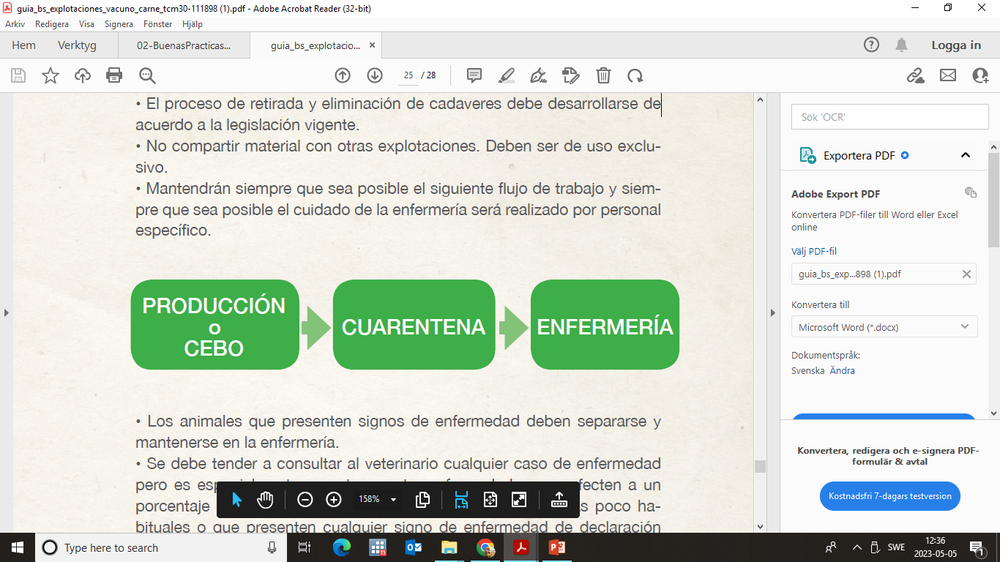 guia_bs_explotaciones_vacuno_carne_tcm30-111898 (1).pdf - Adobe Acrobat Reader (32-bit)
Arkiv Redigera Visa Signera Fönster Hjälp
Hem Verktyg 02-BuenasPracticas... guia_bs_explotacio... ×
Logga in
25 / 28
• El proceso de retirada y eliminación de cadaveres debe desarrollarse de
acuerdo a la legislación vigente.
• No compartir material con otras explotaciones. Deben ser de uso exclu-
sivo.
• Mantendrán siempre que sea posible el siguiente flujo de trabajo y siem-
pre que sea posible el cuidado de la enfermería será realizado por personal
específico.
PRODUCCIÓN
o
CEBO
CUARENTENA
ENFERMERÍA
• Los animales que presenten signos de enfermedad deben separarse y
mantenerse en la enfermería.
• Se debe tender a consultar al veterinario cualquier caso de enfermedad
pero es fecten a un
porcentaje s poco ha-
bituales o que presenten cualquier signo de enfermedad de declaración
158%
Sök 'OCR'
Exportera PDF
Adobe Export PDF
Konvertera PDF-filer till Word eller Excel
online
Välj PDF-fil
guia_bs_exp...898 (1).pdf
Konvertera till
Microsoft Word (*.docx)
Dokumentspråk:
Svenska Ändra
Konvertera, redigera och e-signera PDF-
formulär & avtal
Kostnadsfri 7-dagars testversion
Type here to search
SWE
12:36
2023-05-05
1